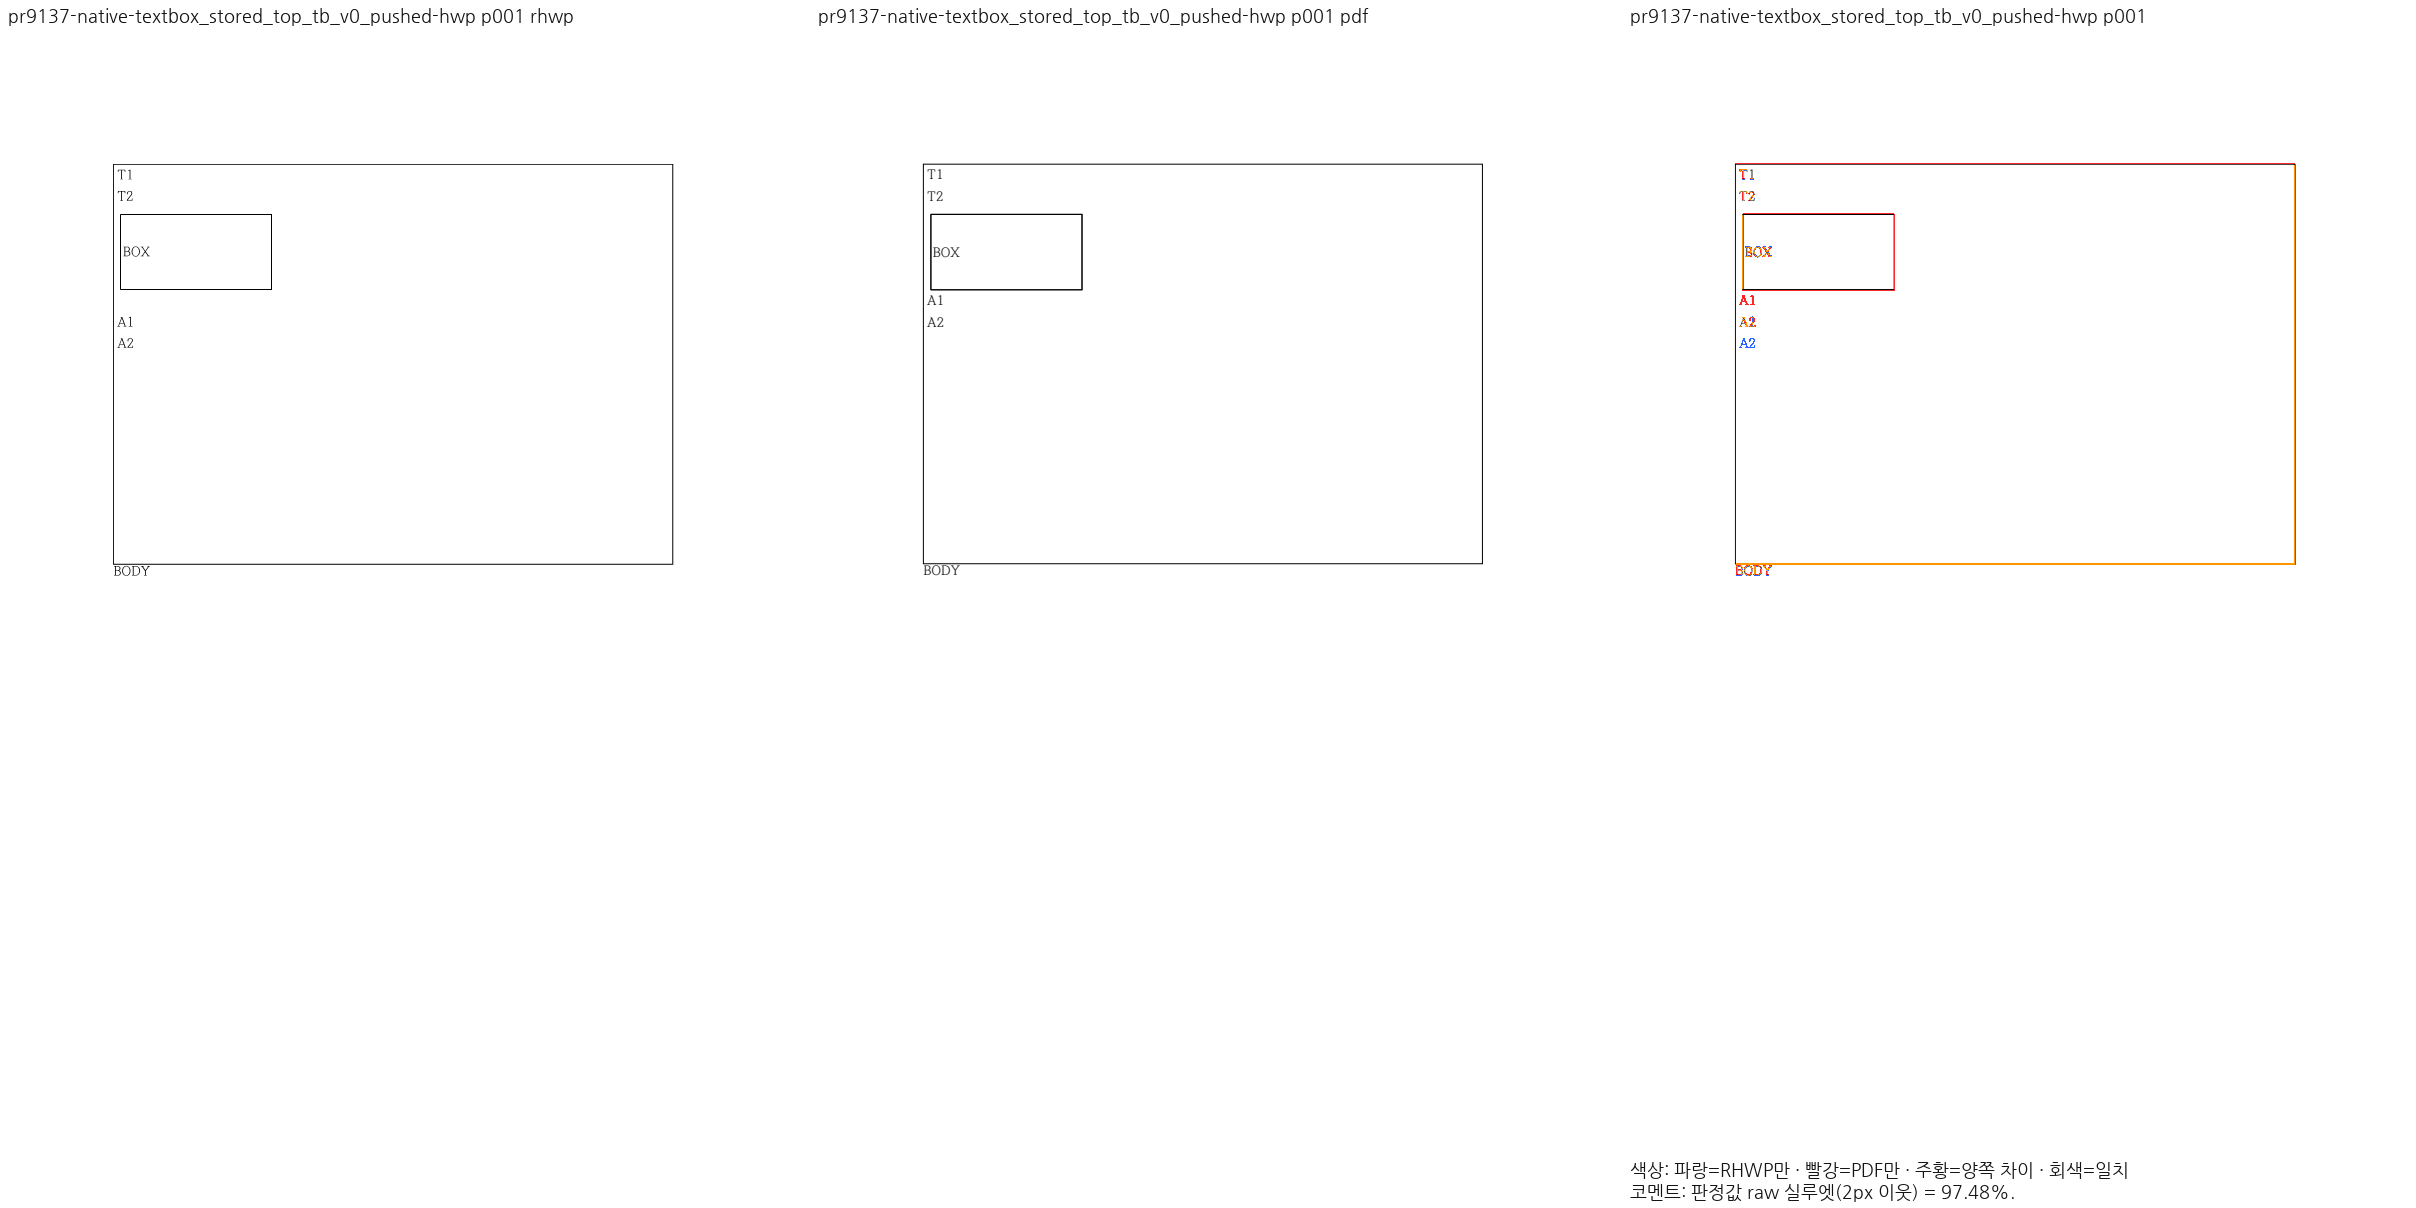 pr9137-native-textbox_stored_top_tb_v0_pushed-hwp p001 rhwp
T1
T2
BOX
A1
A2
BODY
pr9137-native-textbox_stored_top_tb_v0_pushed-hwp p001 pdf
T1
T2
BOX
A1
A2
BODY
pr9137-native-textbox_stored_top_tb_v0_pushed-hwp p001
T1
T2
BOX
A1
A2
BODY
색상: 파랑=RHWP만 · 빨강=PDF만 · 주황=양쪽 차이 · 회색=일치
코멘트: 판정값 raw 실루엣(2px 이웃) = 97.48%.